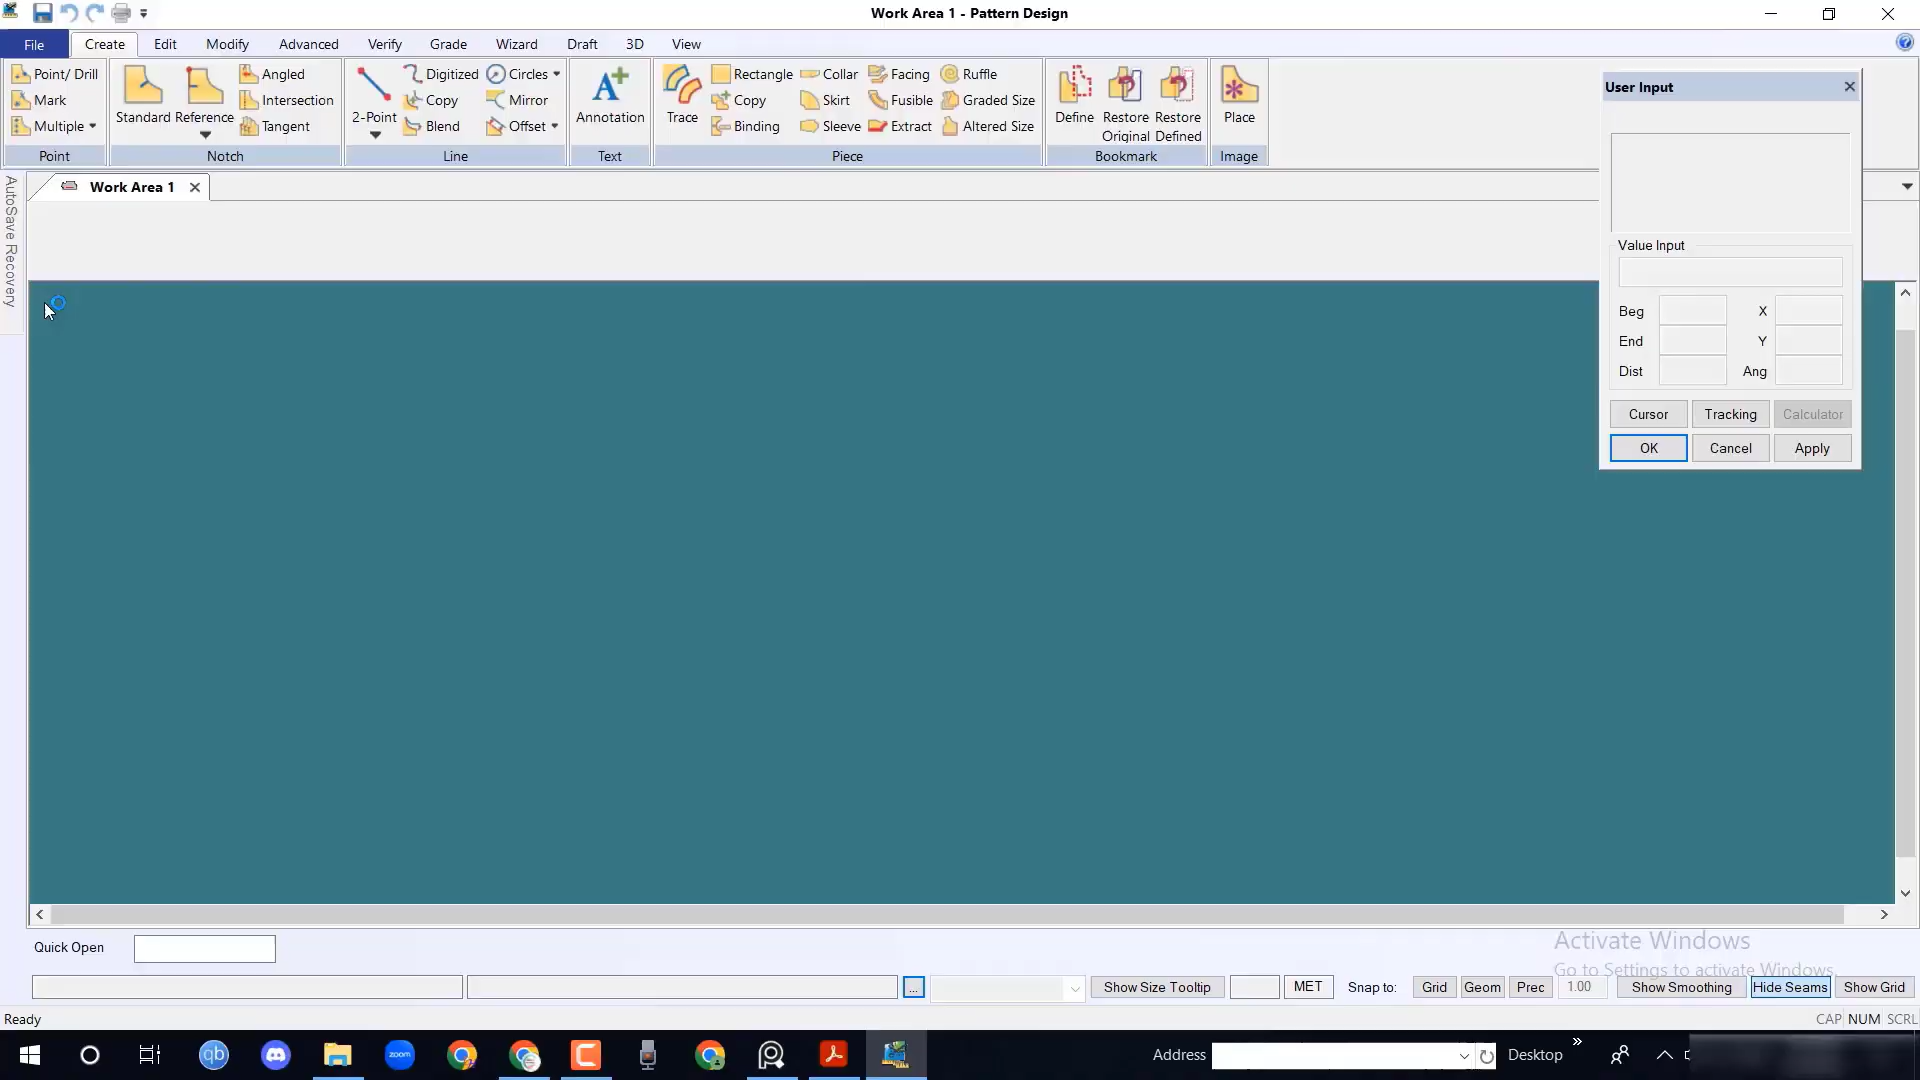 Work Area 1 - Pattern Design
File Create Edit Modify Advanced Verify Grade Wizard Draft 3D View
Point/ Drill
Mark
Multiple
Point
Standard Reference
Angled
Intersection
Tangent
Notch
2-Point
Digitized
Copy
Blend
Circles
Mirror
Offset
Line
Annotation
Text
Trace
Rectangle
Copy
Binding
Collar
Skirt
Sleeve
Facing
Fusible
Extract
Ruffle
Graded Size
Altered Size
Piece
Define
Restore Original
Restore Defined
Bookmark
Place
Image
AutoSave Recovery
Work Area 1
User Input
Value Input
Beg X
End Y
Dist Ang
Cursor Tracking Calculator
OK Cancel Apply
Activate Windows
Go to Settings to activate Windows.
Quick Open
... Show Size Tooltip MET Snap to: Grid Geom Prec 1.00 Show Smoothing Hide Seams Show Grid
Ready CAP NUM SCRL
qb zoom Address Desktop